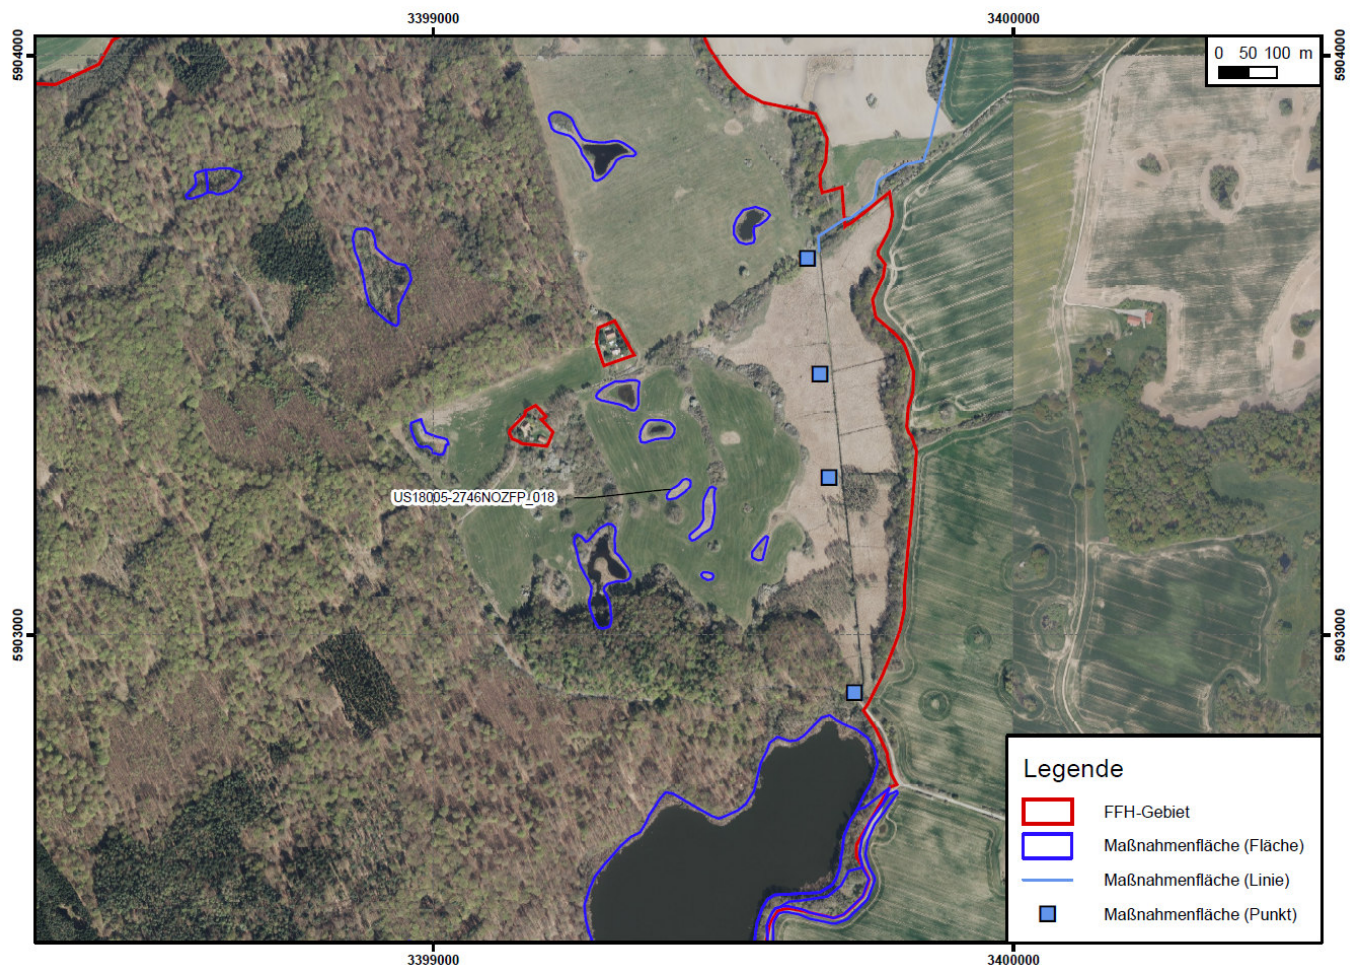 3399000
3400000
5904000
5904000
0 50 100 m
US18005-2746NOZFP_018
5903000
5903000
Legende
FFH-Gebiet
Maßnahmenfläche (Fläche)
Maßnahmenfläche (Linie)
Maßnahmenfläche (Punkt)
3399000
3400000